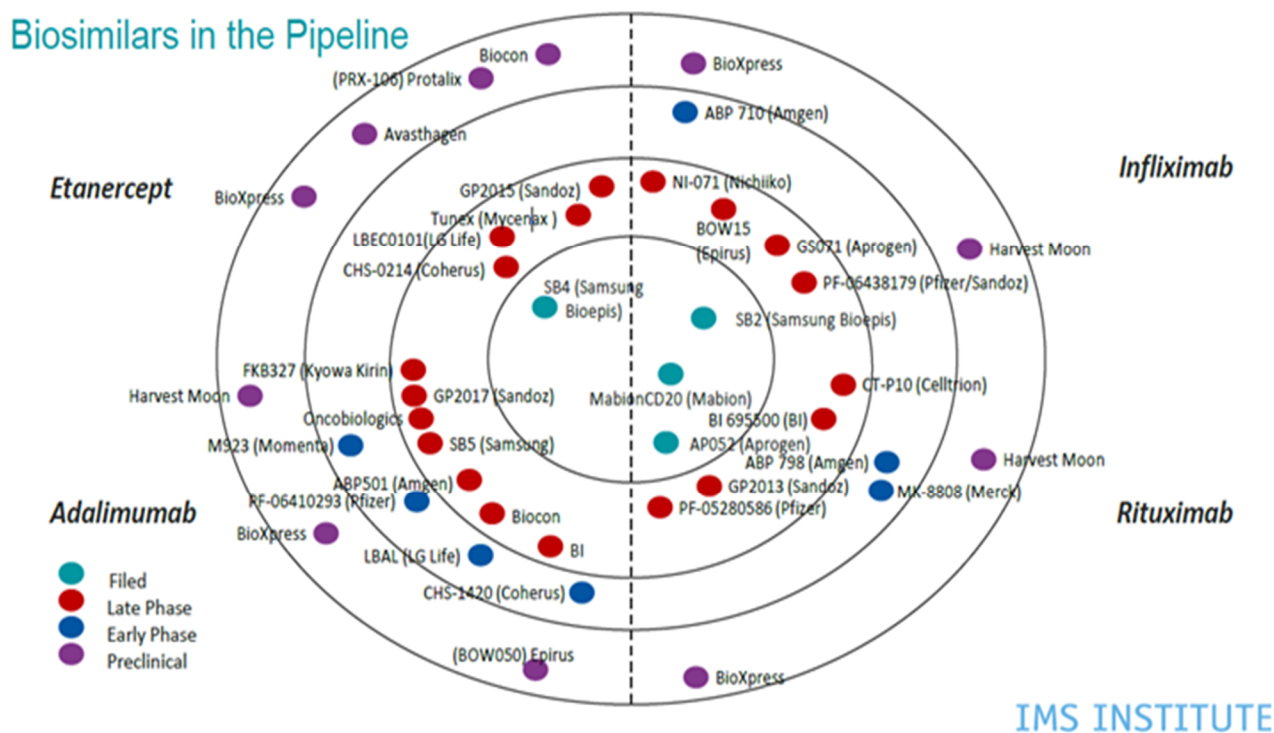 Biosimilars in the Pipeline
Biocon
(PRX-106) Protalix
BioXpress
ABP 710 (Amgen)
Avasthagen
Etanercept
Infliximab
BioXpress
GP2015 (Sandoz)
NI-071 (Nichiiko)
Tunex (Mycenax )
BOW15
(Epirus)
LBEC0101(LG Life)
GS071 (Aprogen)
Harvest Moon
CHS-0214 (Coherus)
PF-06438179 (Pfizer/Sandoz)
SB4 (Samsung
Bioepis)
SB2 (Samsung Bioepis)
FKB327 (Kyowa Kirin)
CT-P10 (Celltrion)
Harvest Moon
GP2017 (Sandoz)
MabionCD20 (Mabion)
Oncobiologics
BI 695500 (BI)
M923 (Momenta)
SB5 (Samsung)
AP052 (Aprogen)
ABP 798 (Amgen)
Harvest Moon
ABP501 (Amgen)
GP2013 (Sandoz)
MK-8808 (Merck)
PF-06410293 (Pfizer)
PF-05280586 (Pfizer)
Adalimumab
Rituximab
Biocon
BioXpress
BI
LBAL (LG Life)
CHS-1420 (Coherus)
Filed
Late Phase
Early Phase
Preclinical
(BOW050) Epirus
BioXpress
IMS INSTITUTE